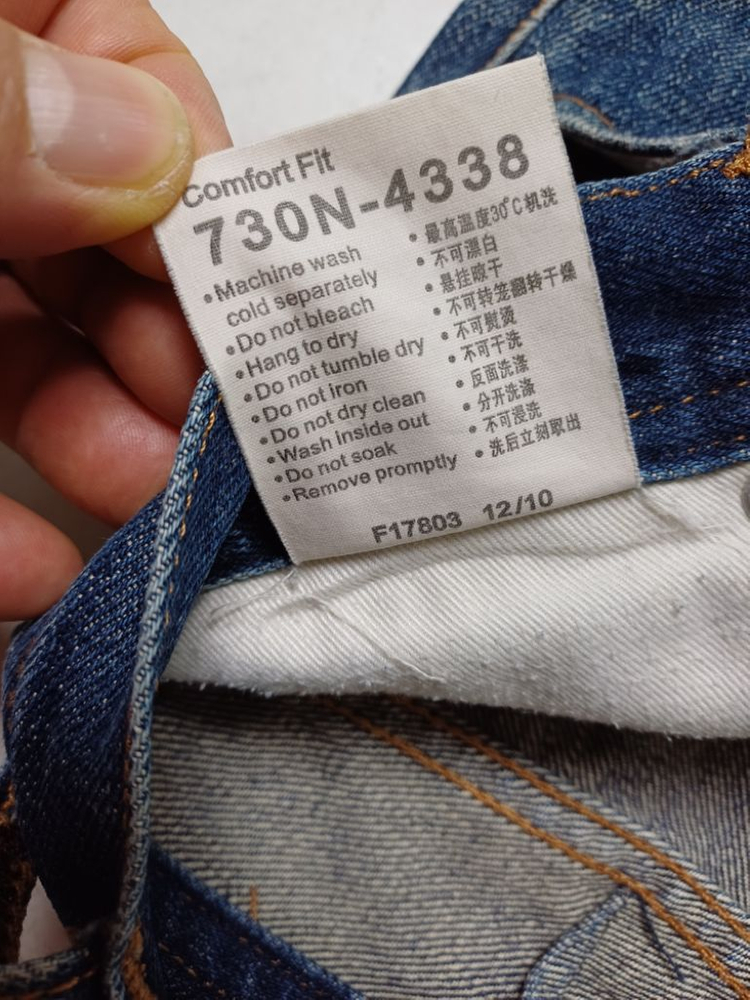 Comfort Fit
730N-4338
•Machine wash
cold separately
•Do not bleach
•Hang to dry
•Do not tumble dry
•Do not iron
•Do not dry clean
•Wash inside out
•Do not soak
•Remove promptly
•最高温度30℃机洗
•不可漂白
•悬挂晾干
•不可转笼翻转干燥
•不可熨烫
•不可干洗
•反面洗涤
•分开洗涤
•不可浸洗
•洗后立刻取出
F17803 12/10